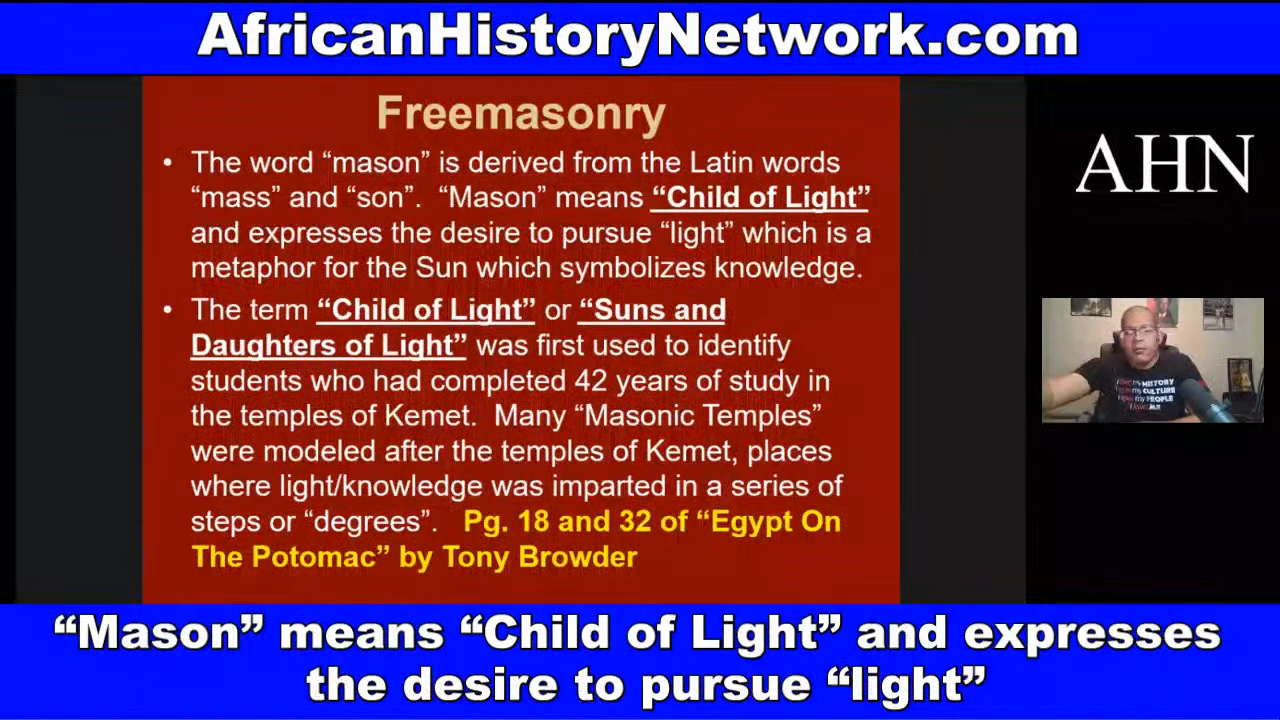 AfricanHistoryNetwork.com
Freemasonry
• The word “mason” is derived from the Latin words
“mass” and “son”. “Mason” means “Child of Light”
and expresses the desire to pursue “light” which is a
metaphor for the Sun which symbolizes knowledge.
• The term “Child of Light” or “Suns and
Daughters of Light” was first used to identify
students who had completed 42 years of study in
the temples of Kemet. Many “Masonic Temples”
were modeled after the temples of Kemet, places
where light/knowledge was imparted in a series of
steps or “degrees”. Pg. 18 and 32 of “Egypt On
The Potomac” by Tony Browder
AHN
HISTORY
CULTURE
PEOPLE
“Mason” means “Child of Light” and expresses
the desire to pursue “light”